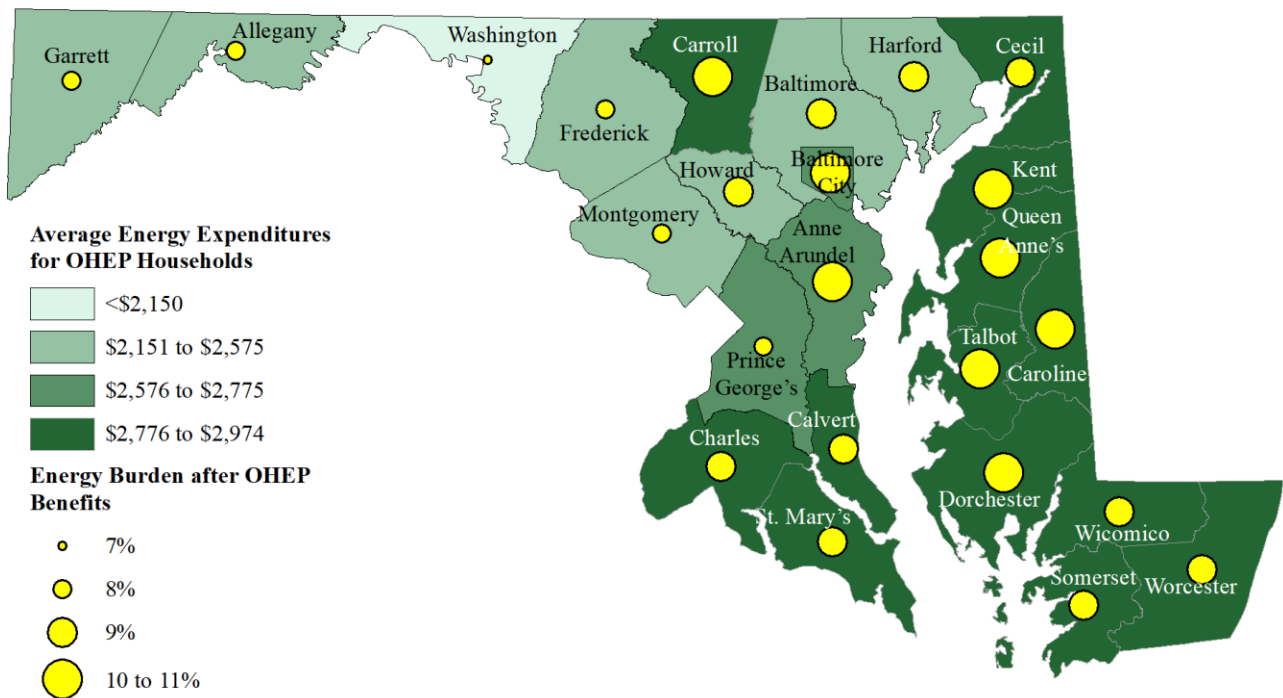 Garrett
Allegany
Washington
Frederick
Carroll
Baltimore
Harford
Cecil
Baltimore
City
Howard
Montgomery
Anne
Arundel
Prince
George's
Kent
Queen
Anne's
Talbot
Caroline
Calvert
Charles
St. Mary's
Dorchester
Wicomico
Somerset
Worcester
Average Energy Expenditures
for OHEP Households
<$2,150
$2,151 to $2,575
$2,576 to $2,775
$2,776 to $2,974
Energy Burden after OHEP
Benefits
7%
8%
9%
10 to 11%